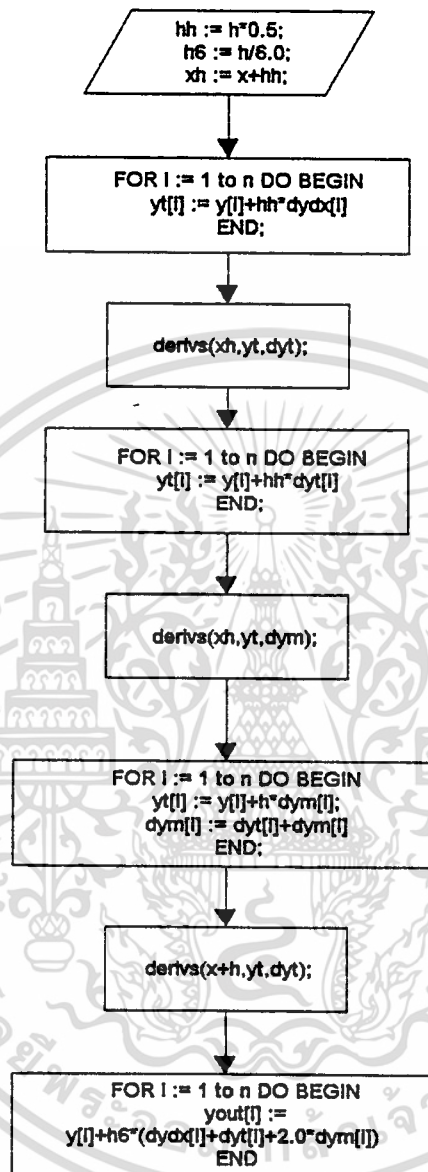 hh := h*0.5;
h6 := h/6.0;
xh := x+hh;
FOR i := 1 to n DO BEGIN
yt[i] := y[i]+hh*dydx[i]
END;
derivs(xh,yt,dyt);
FOR i := 1 to n DO BEGIN
yt[i] := y[i]+hh*dyt[i]
END;
derivs(xh,yt,dym);
FOR i := 1 to n DO BEGIN
yt[i] := y[i]+h*dym[i];
dym[i] := dyt[i]+dym[i]
END;
derivs(x+h,yt,dyt);
FOR i := 1 to n DO BEGIN
yout[i] :=
y[i]+h6*(dydx[i]+dyt[i]+2.0*dym[i])
END